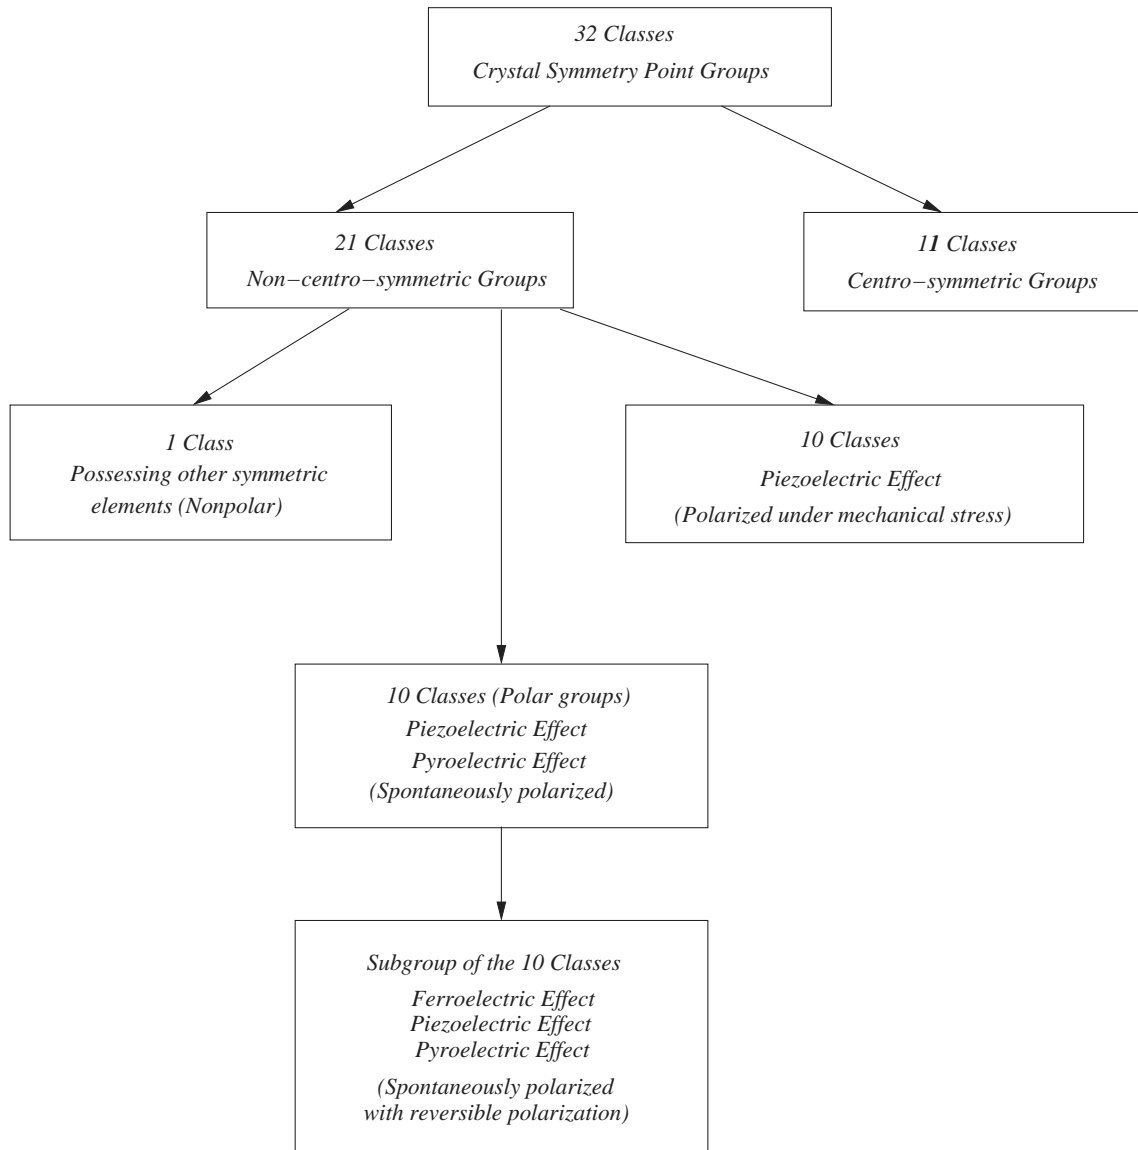 32 Classes
Crystal Symmetry Point Groups
21 Classes
Non−centro−symmetric Groups
11 Classes
Centro−symmetric Groups
1 Class
Possessing other symmetric
elements (Nonpolar)
10 Classes
Piezoelectric Effect
(Polarized under mechanical stress)
10 Classes (Polar groups)
Piezoelectric Effect
Pyroelectric Effect
(Spontaneously polarized)
Subgroup of the 10 Classes
Ferroelectric Effect
Piezoelectric Effect
Pyroelectric Effect
(Spontaneously polarized
with reversible polarization)